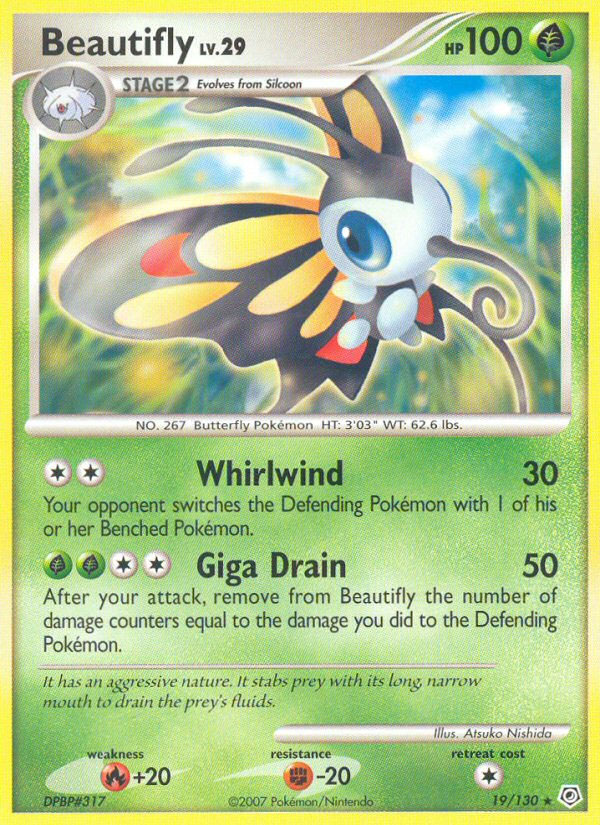 Beautifly LV.29 HP 100
STAGE 2 Evolves from Silcoon
NO. 267 Butterfly Pokémon HT: 3'03" WT: 62.6 lbs.
Whirlwind 30
Your opponent switches the Defending Pokémon with 1 of his
or her Benched Pokémon.
Giga Drain 50
After your attack, remove from Beautifly the number of
damage counters equal to the damage you did to the Defending
Pokémon.
It has an aggressive nature. It stabs prey with its long, narrow
mouth to drain the prey's fluids.
Illus. Atsuko Nishida
weakness resistance retreat cost
+20 -20
DPBP#317 ©2007 Pokémon/Nintendo 19/130 ★